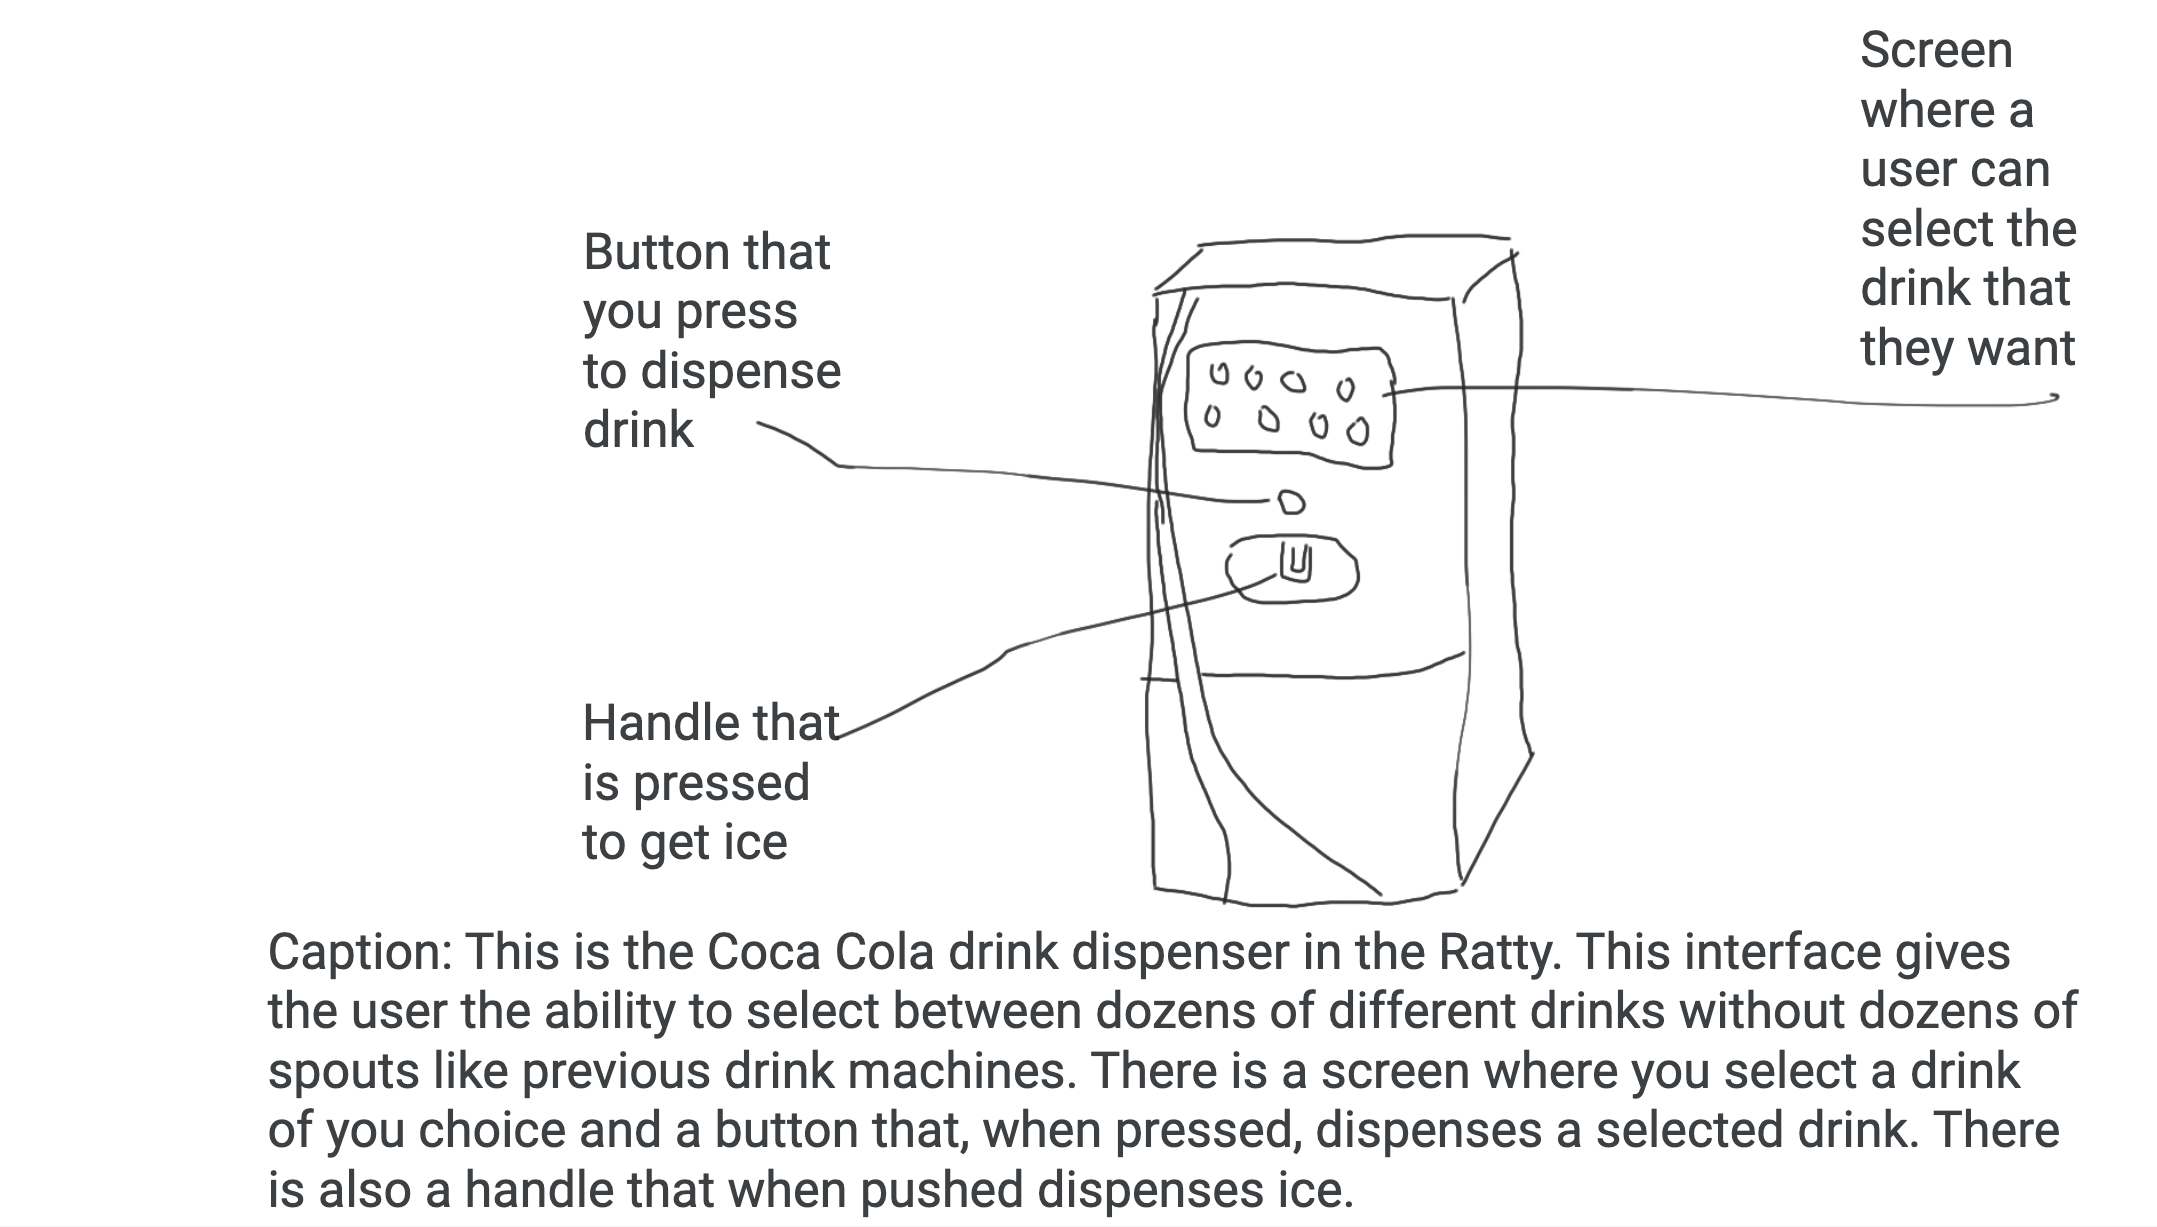 Screen
where a
user can
select the
drink that
they want
Button that
you press
to dispense
drink
Handle that
is pressed
to get ice
Caption: This is the Coca Cola drink dispenser in the Ratty. This interface gives
the user the ability to select between dozens of different drinks without dozens of
spouts like previous drink machines. There is a screen where you select a drink
of you choice and a button that, when pressed, dispenses a selected drink. There
is also a handle that when pushed dispenses ice.